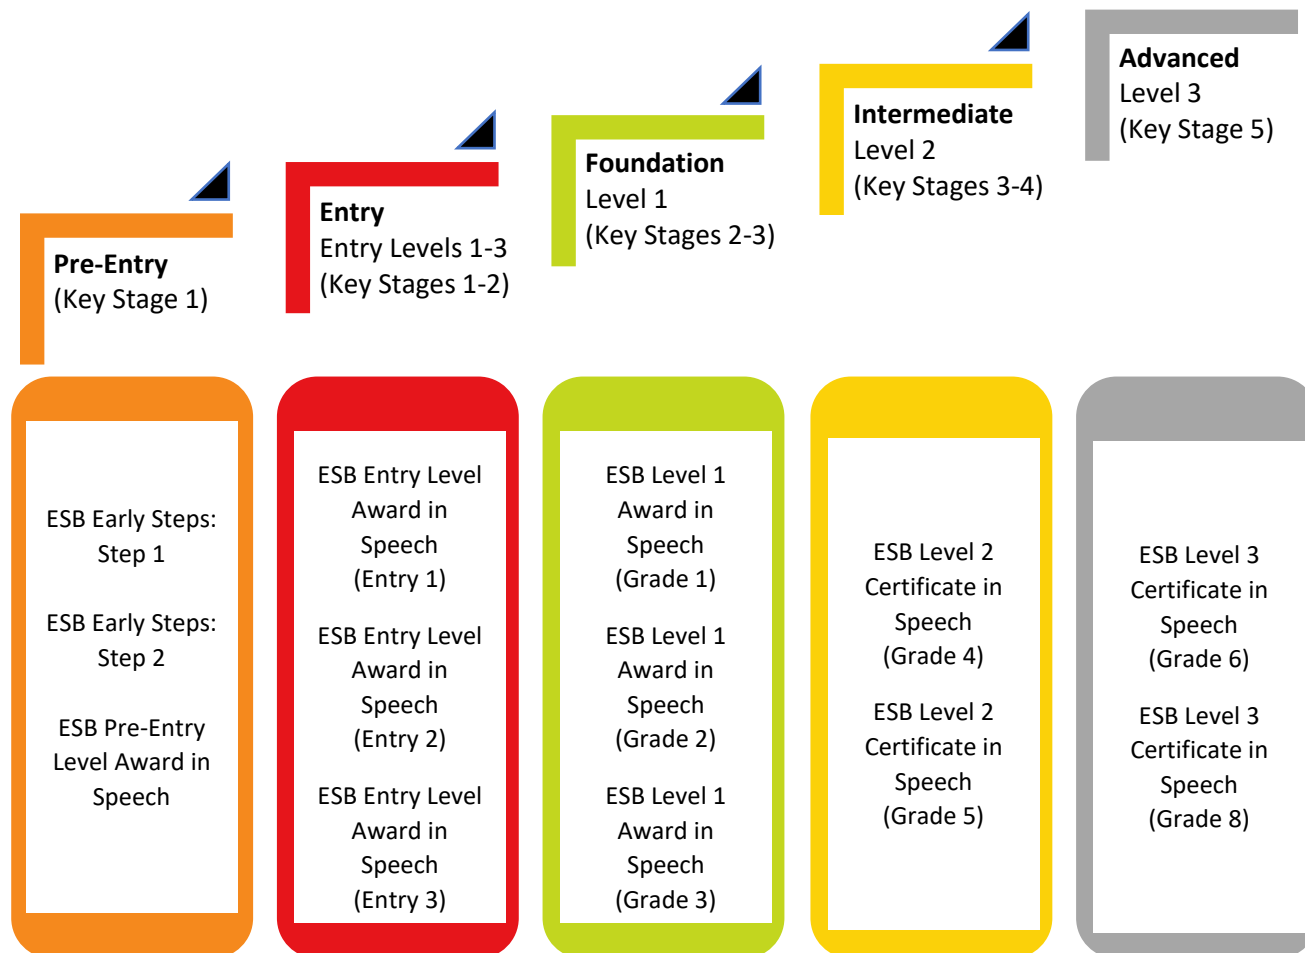 Pre-Entry
(Key Stage 1)
Entry
Entry Levels 1-3
(Key Stages 1-2)
Foundation
Level 1
(Key Stages 2-3)
Intermediate
Level 2
(Key Stages 3-4)
Advanced
Level 3
(Key Stage 5)
ESB Early Steps:
Step 1
ESB Early Steps:
Step 2
ESB Pre-Entry
Level Award in
Speech
ESB Entry Level
Award in
Speech
(Entry 1)
ESB Entry Level
Award in
Speech
(Entry 2)
ESB Entry Level
Award in
Speech
(Entry 3)
ESB Level 1
Award in
Speech
(Grade 1)
ESB Level 1
Award in
Speech
(Grade 2)
ESB Level 1
Award in
Speech
(Grade 3)
ESB Level 2
Certificate in
Speech
(Grade 4)
ESB Level 2
Certificate in
Speech
(Grade 5)
ESB Level 3
Certificate in
Speech
(Grade 6)
ESB Level 3
Certificate in
Speech
(Grade 8)